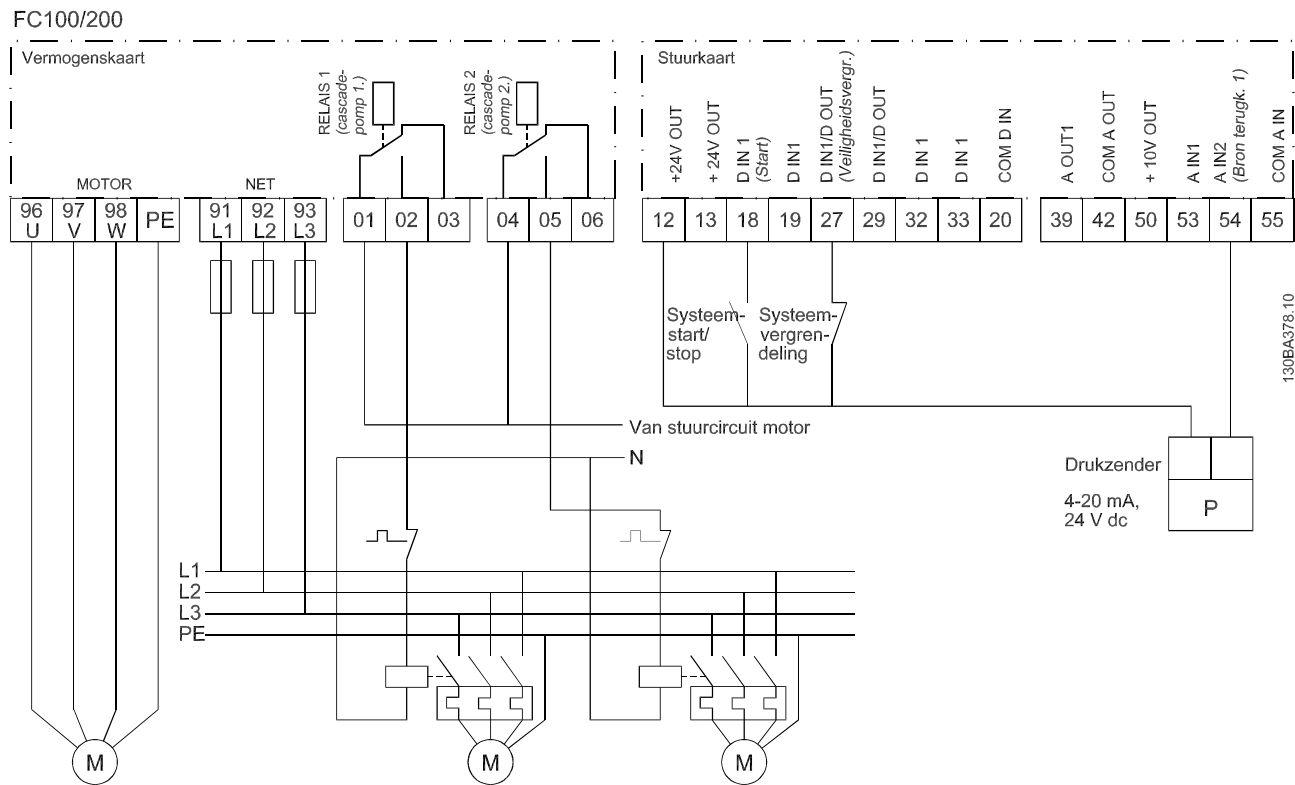 FC100/200
Vermogenskaart
RELAIS 1
(cascade-
pomp 1.)
RELAIS 2
(cascade-
pomp 2.)
MOTOR
NET
96
U
97
V
98
W
PE
91
L1
92
L2
93
L3
01
02
03
04
05
06
Stuurkaart
+24V OUT
+ 24V OUT
D IN 1
(Start)
D IN1
D IN1/D OUT
(Veiligheidsvergr.)
D IN1/D OUT
D IN 1
D IN 1
COM D IN
A OUT1
COM A OUT
+ 10V OUT
A IN1
A IN2
(Bron terugk. 1)
COM A IN
12
13
18
19
27
29
32
33
20
39
42
50
53
54
55
Systeem-
start/
stop
Systeem-
vergren-
deling
130BA378.10
Van stuurcircuit motor
N
Drukzender
4-20 mA,
24 V dc
P
L1
L2
L3
PE
M
M
M